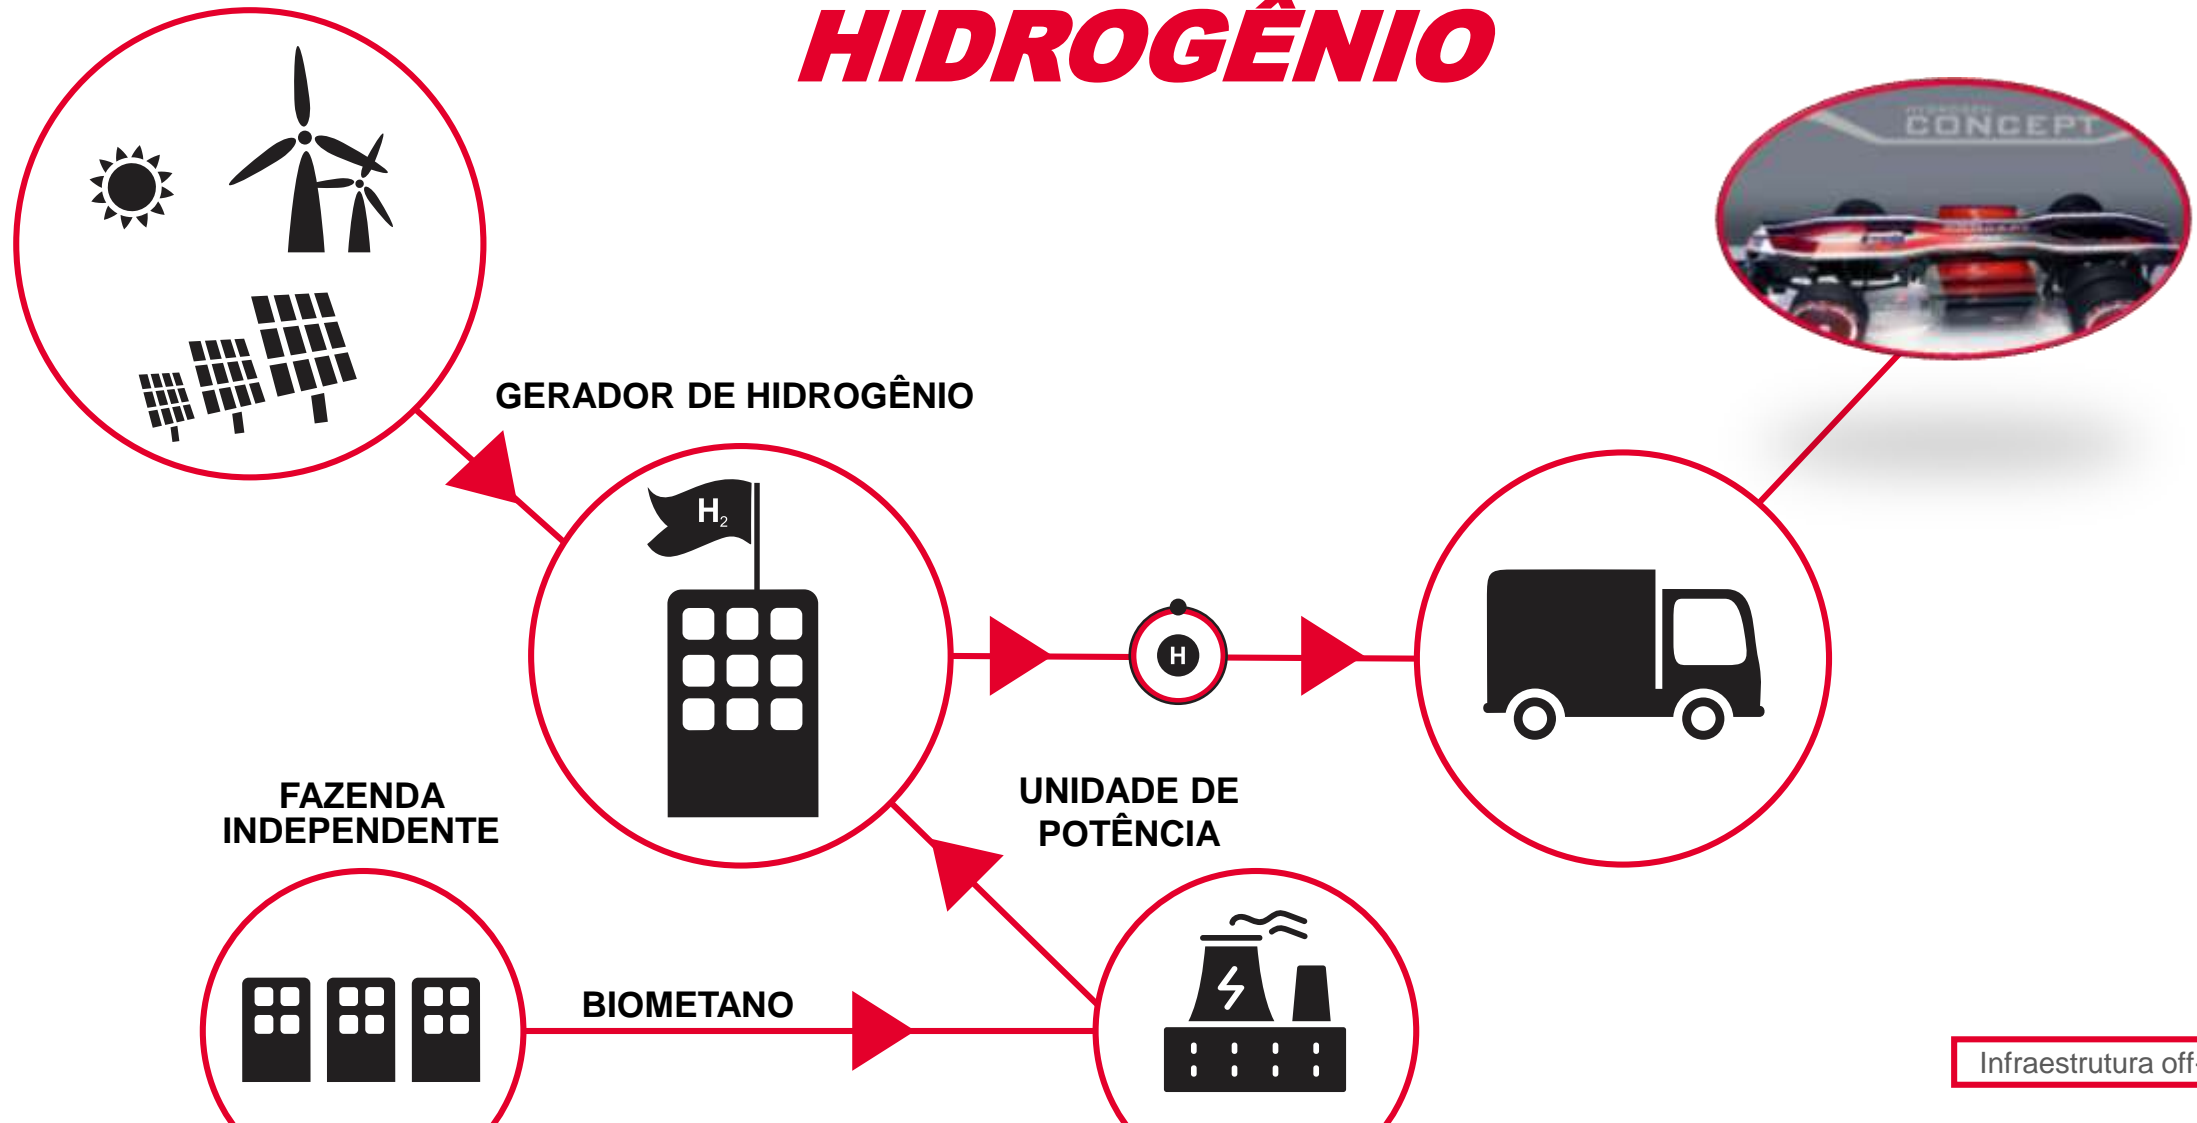 HIDROGÊNIO
CONCEPT
GERADOR DE HIDROGÊNIO
H₂
H
FAZENDA
INDEPENDENTE
UNIDADE DE
POTÊNCIA
BIOMETANO
Infraestrutura off-